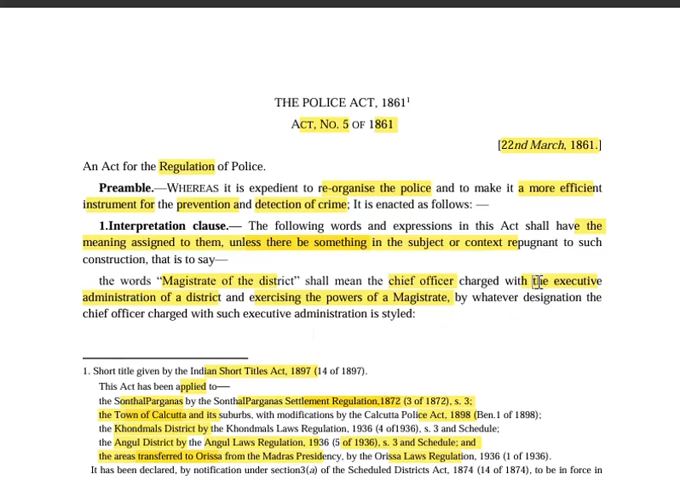 THE POLICE ACT, 1861¹
ACT, NO. 5 OF 1861
[22nd March, 1861.]
An Act for the Regulation of Police.
Preamble.—WHEREAS it is expedient to re-organise the police and to make it a more efficient
instrument for the prevention and detection of crime; It is enacted as follows: —
1.Interpretation clause.— The following words and expressions in this Act shall have the
meaning assigned to them, unless there be something in the subject or context repugnant to such
construction, that is to say—
the words “Magistrate of the district” shall mean the chief officer charged with the executive
administration of a district and exercising the powers of a Magistrate, by whatever designation the
chief officer charged with such executive administration is styled:
1. Short title given by the Indian Short Titles Act, 1897 (14 of 1897).
This Act has been applied to—
the SonthalParganas by the SonthalParganas Settlement Regulation,1872 (3 of 1872), s. 3;
the Town of Calcutta and its suburbs, with modifications by the Calcutta Police Act, 1898 (Ben.1 of 1898);
the Khondmals District by the Khondmals Laws Regulation, 1936 (4 of1936), s. 3 and Schedule;
the Angul District by the Angul Laws Regulation, 1936 (5 of 1936), s. 3 and Schedule; and
the areas transferred to Orissa from the Madras Presidency, by the Orissa Laws Regulation, 1936 (1 of 1936).
It has been declared, by notification under section3(a) of the Scheduled Districts Act, 1874 (14 of 1874), to be in force in